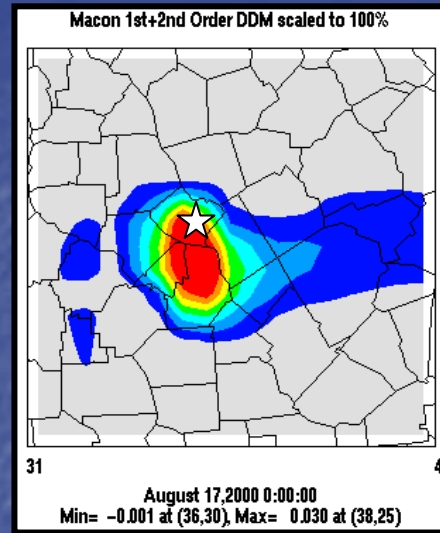 Macon 1st+2nd Order DDM scaled to 100%
31
4
August 17,2000 0:00:00
Min= -0.001 at (36,30), Max= 0.030 at (38,25)